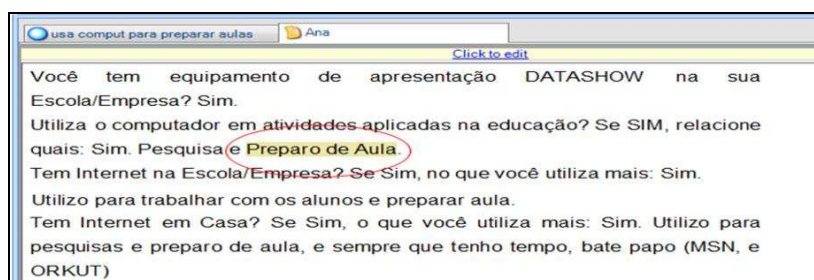 usa comput para preparar aulas Ana
Click to edit
Você tem equipamento de apresentação DATASHOW na sua
Escola/Empresa? Sim.
Utiliza o computador em atividades aplicadas na educação? Se SIM, relacione
quais: Sim. Pesquisa e Preparo de Aula.
Tem Internet na Escola/Empresa? Se Sim, no que você utiliza mais: Sim.
Utilizo para trabalhar com os alunos e preparar aula.
Tem Internet em Casa? Se Sim, o que você utiliza mais: Sim. Utilizo para
pesquisas e preparo de aula, e sempre que tenho tempo, bate papo (MSN, e
ORKUT)